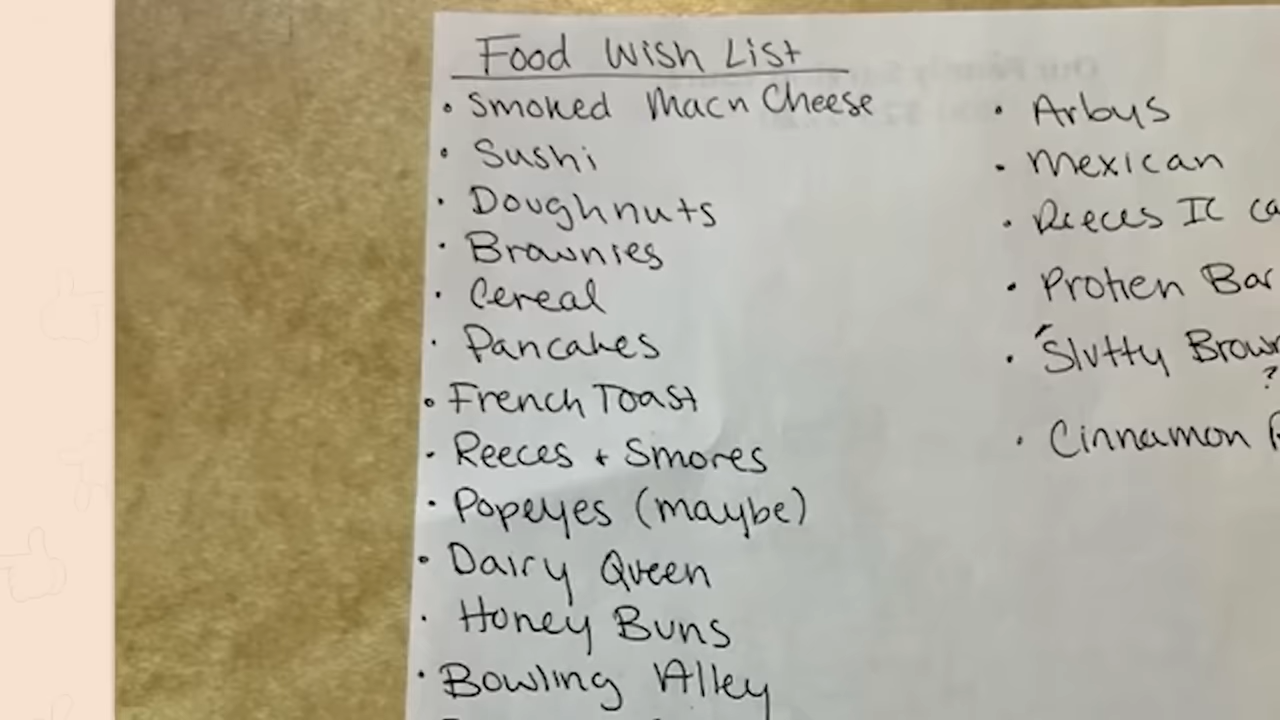 Food Wish List
• Smoked Mac n Cheese
• Sushi
• Doughnuts
• Brownies
• Cereal
• Pancakes
• French Toast
• Reeces + Smores
• Popeyes (maybe)
• Dairy Queen
• Honey Buns
• Bowling Alley
• Arbys
• Mexican
• Reeces IC
• Protien Bar
• Slutty Brown
?
• Cinnamon